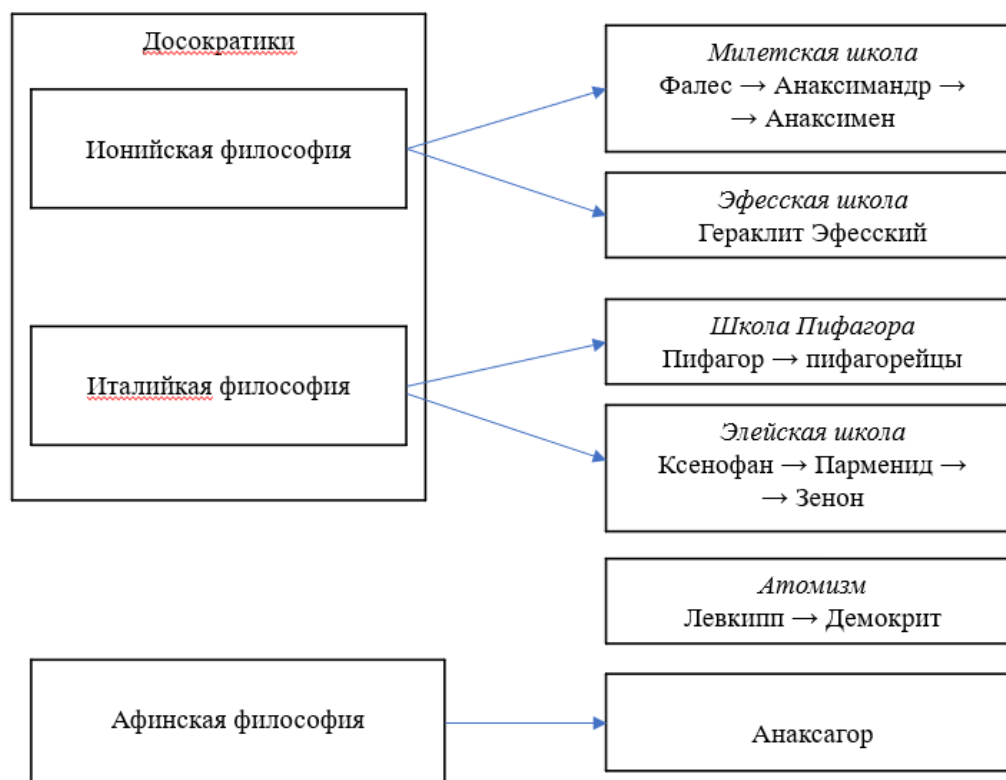 Досократики
Ионийская философия
Италийкая философия
Милетская школа
Фалес → Анаксимандр →
→ Анаксимен
Эфесская школа
Гераклит Эфесский
Школа Пифагора
Пифагор → пифагорейцы
Элейская школа
Ксенофан → Парменид →
→ Зенон
Атомизм
Левкипп → Демокрит
Афинская философия
Анаксагор